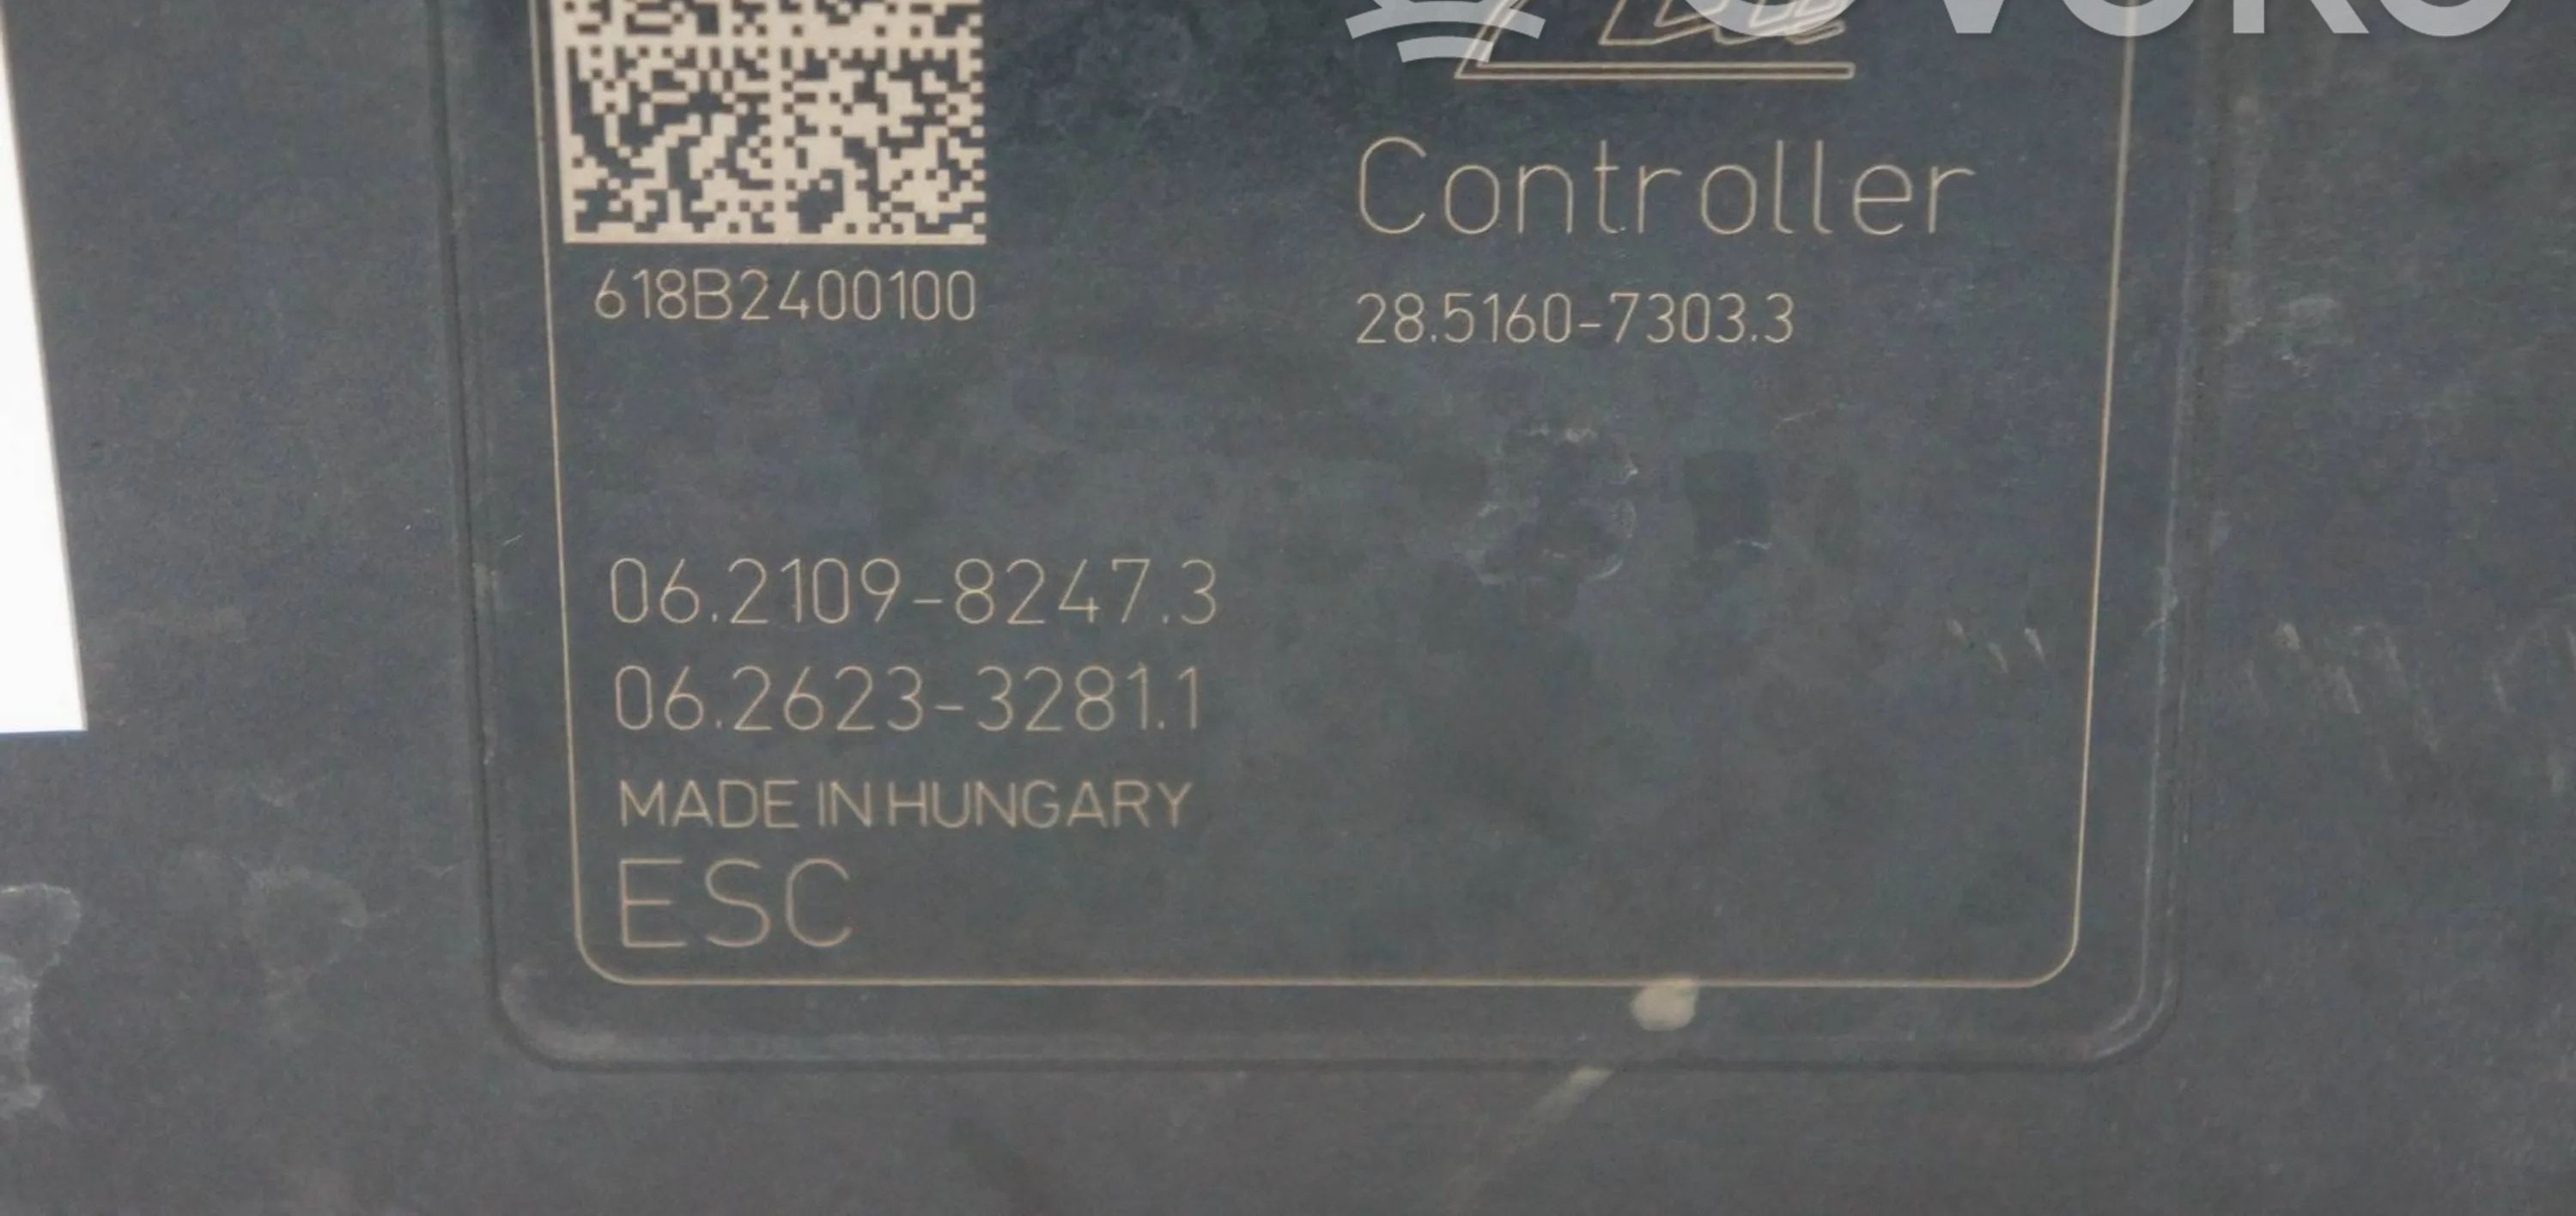 Controller
618B2400100
28.5160-7303.3
06.2109-8247.3
06.2623-3281.1
MADE IN HUNGARY
ESC